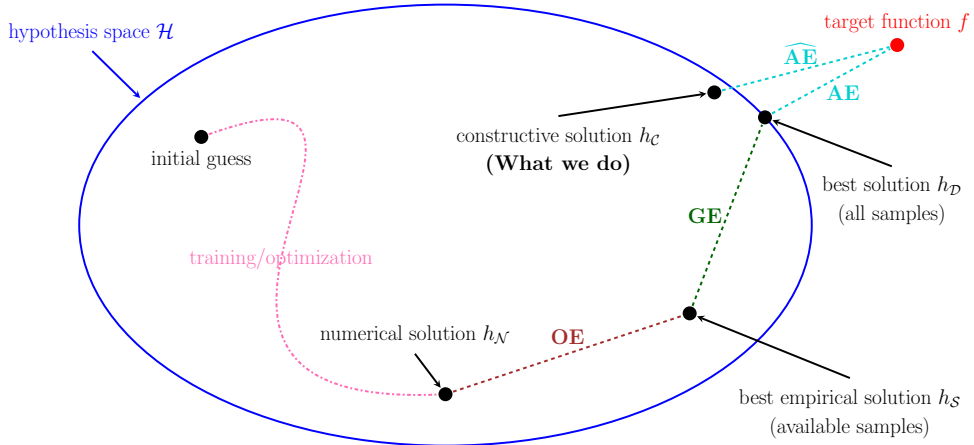 target function f
hypothesis space ℋ
A͡E
AE
constructive solution h_𝒞
(What we do)
initial guess
best solution h_𝒟
(all samples)
GE
training/optimization
numerical solution h_𝒩
OE
best empirical solution h_𝒮
(available samples)